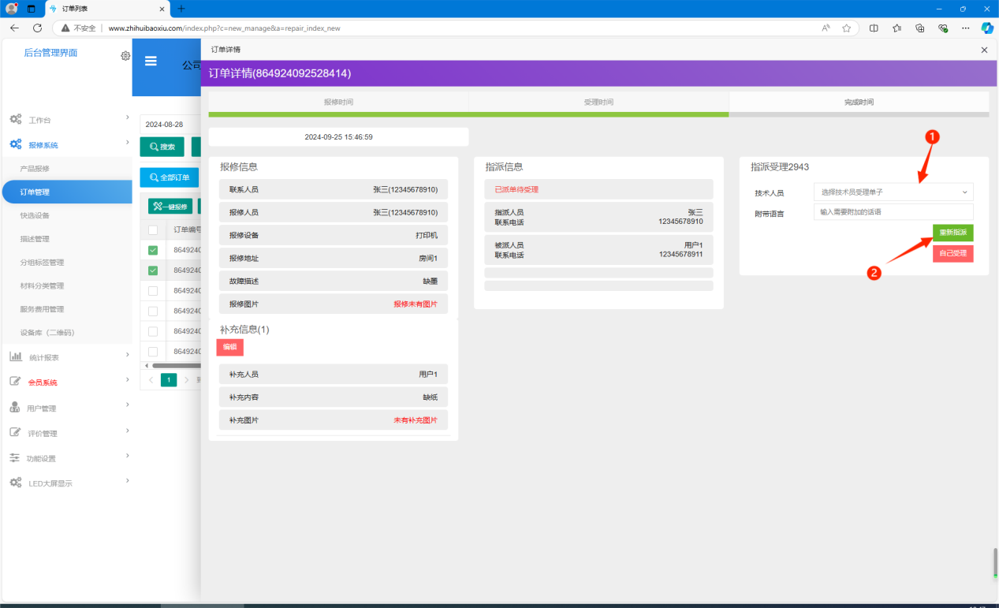 订单列表
不安全
www.zhihuibaoxiu.com/index.php?c=new_manage&a=repair_index_new
后台管理界面
公司
工作台
报修系统
产品报修
订单管理
快选设备
描述管理
分组标签管理
材料分类管理
服务费用管理
设备库（二维码）
统计报表
会员系统
用户管理
评价管理
功能设置
LED大屏显示
2024-08-28
搜索
全部订单
一键报修
订单编号
864924
864924
864924
864924
864924
864924
1
订单详情
订单详情(864924092528414)
报修时间
受理时间
完成时间
2024-09-25 15:46:59
报修信息
联系人员 张三(12345678910)
报修人员 张三(12345678910)
报修设备 打印机
报修地址 房间1
故障描述 缺墨
报修图片 报修未有图片
补充信息(1)
编辑
补充人员 用户1
补充内容 缺纸
补充图片 未有补充图片
指派信息
已派单待受理
指派人员 张三
联系电话 12345678910
被派人员 用户1
联系电话 12345678911
指派受理2943
1
技术人员 选择技术员受理单子
附带语言 输入需要附加的话语
重新指派
自己受理
2